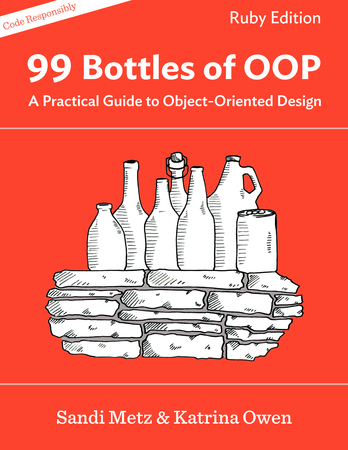 Code Responsibly
Ruby Edition
99 Bottles of OOP
A Practical Guide to Object-Oriented Design
Sandi Metz & Katrina Owen